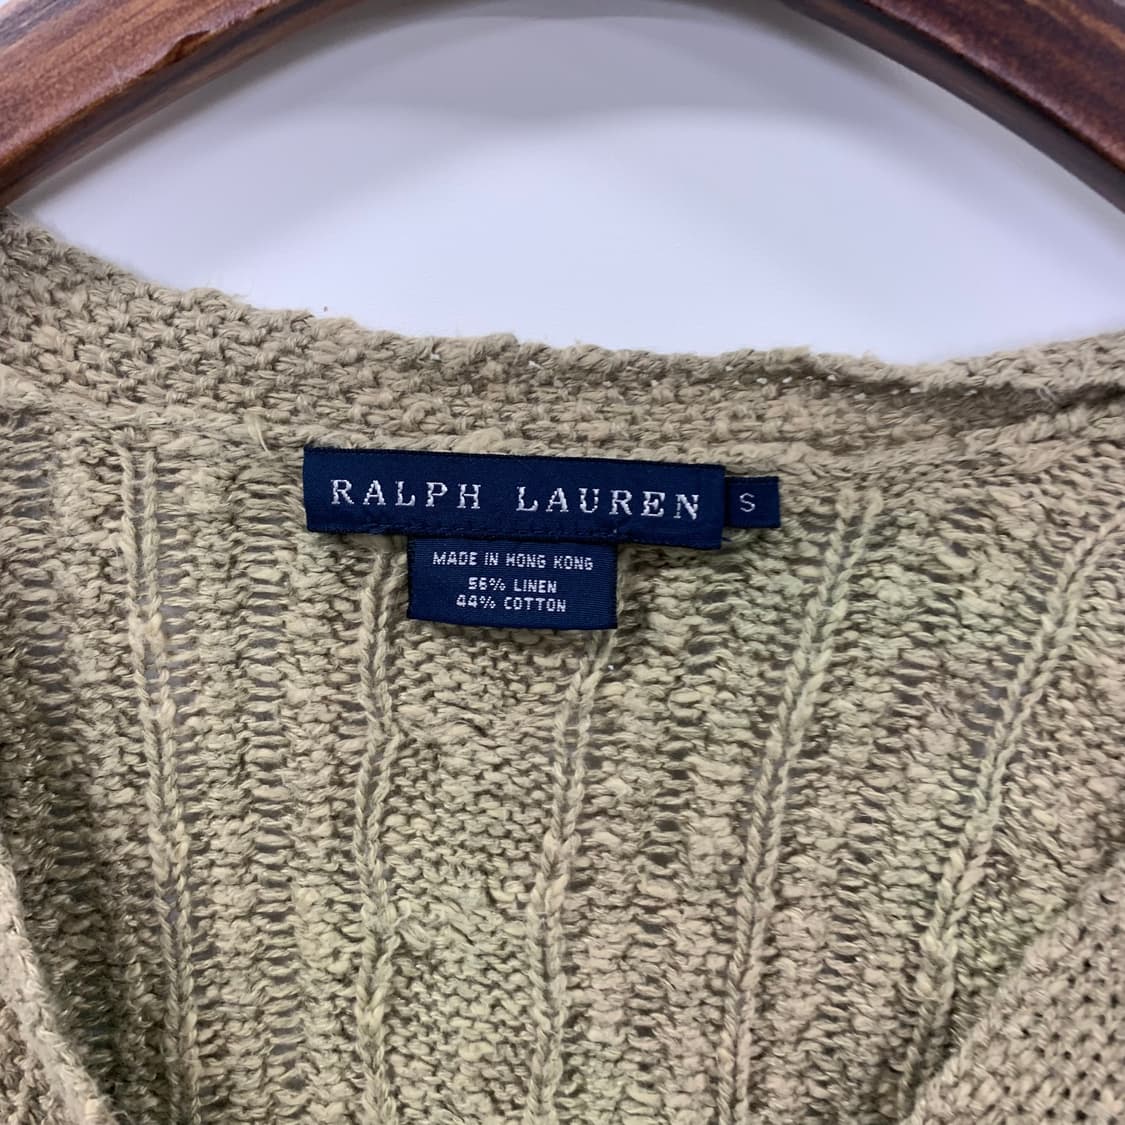 RALPH LAUREN
S
MADE IN HONG KONG
56% LINEN
44% COTTON